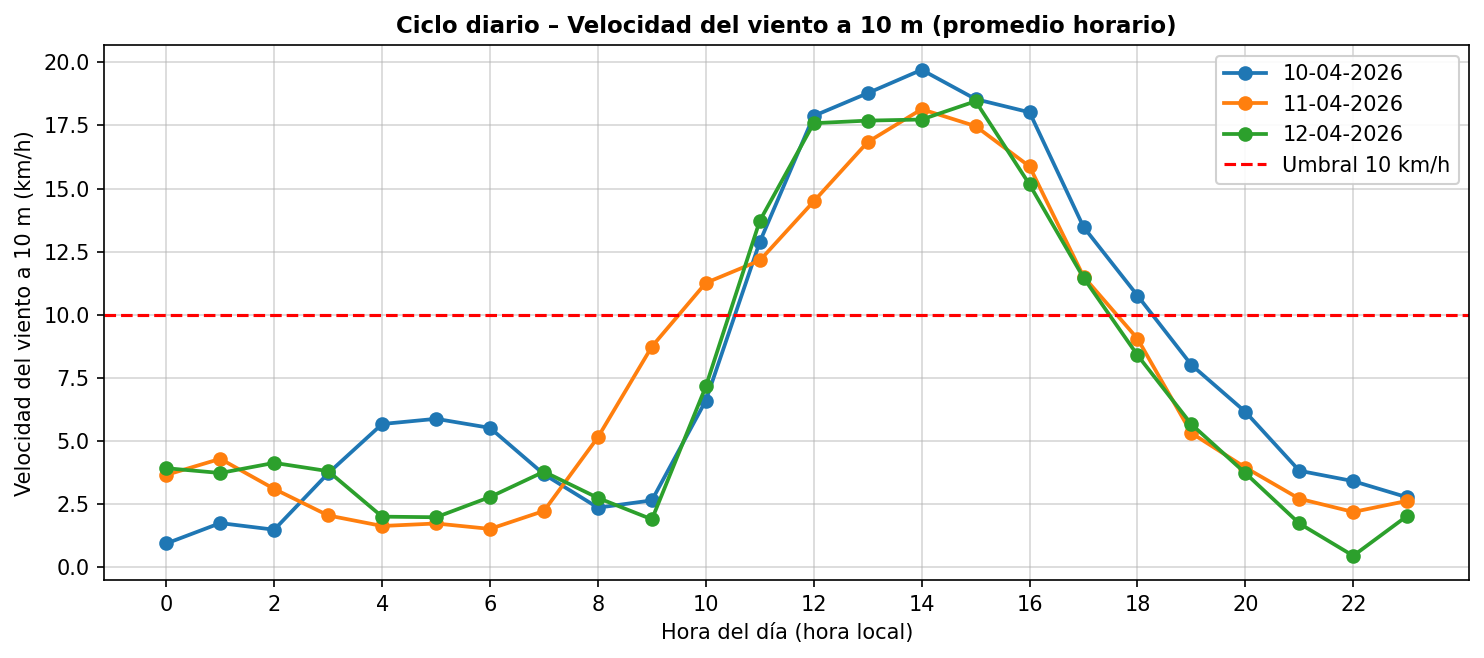 Ciclo diario – Velocidad del viento a 10 m (promedio horario)
Velocidad del viento a 10 m (km/h)
20.0
17.5
15.0
12.5
10.0
7.5
5.0
2.5
0.0
10-04-2026
11-04-2026
12-04-2026
Umbral 10 km/h
0 2 4 6 8 10 12 14 16 18 20 22
Hora del día (hora local)